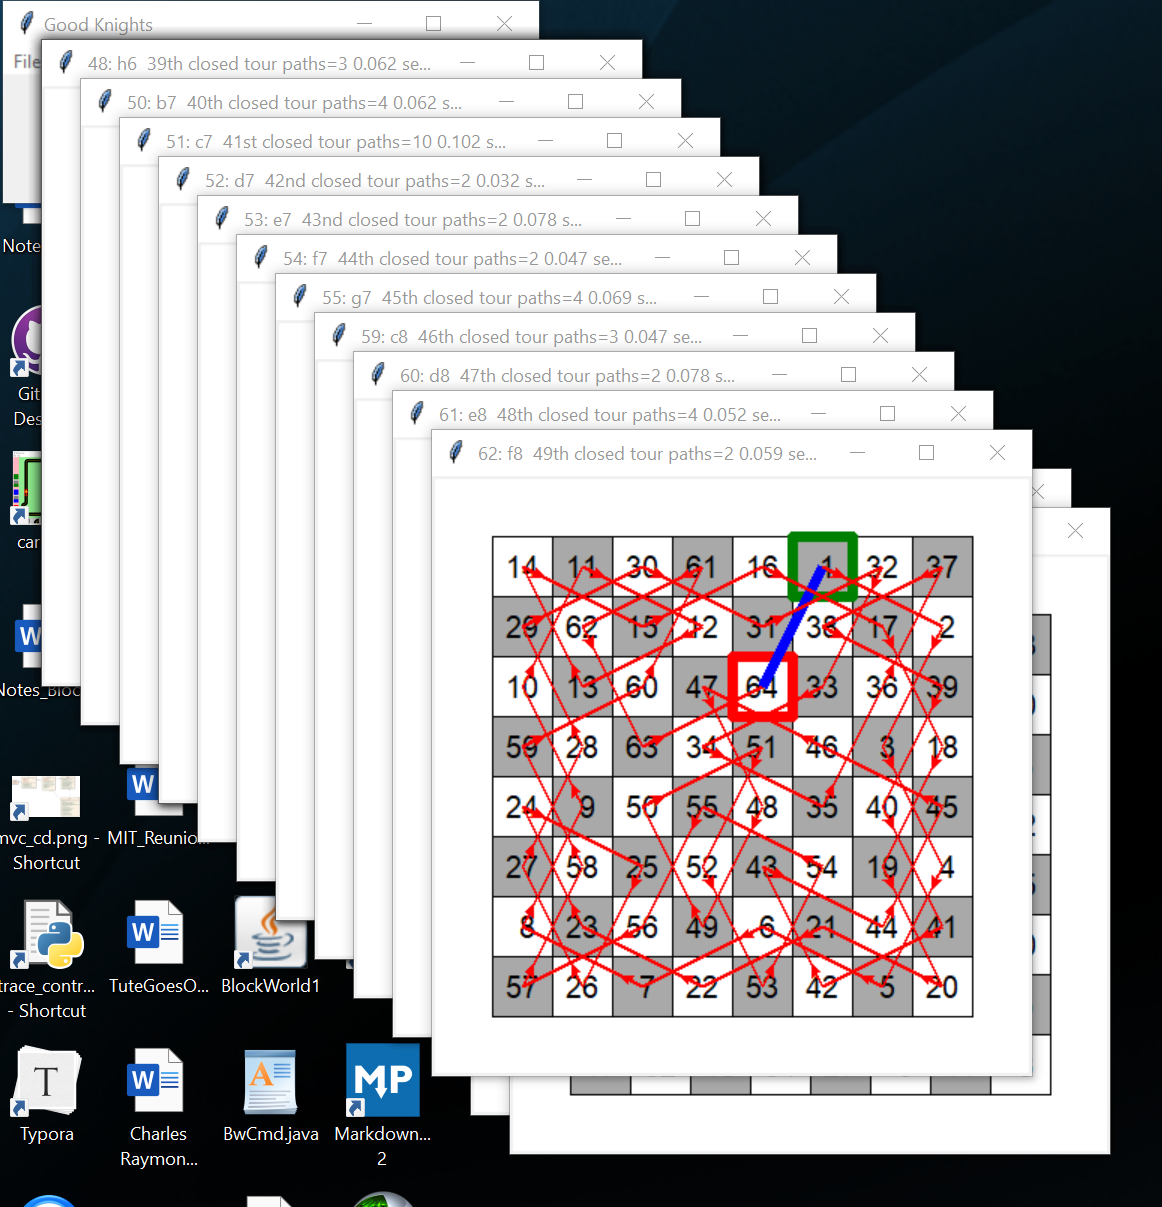 Good Knights
File
48: h6 39th closed tour paths=3 0.062 se...
50: b7 40th closed tour paths=4 0.062 s...
51: c7 41st closed tour paths=10 0.102 s...
52: d7 42nd closed tour paths=2 0.032 s...
53: e7 43nd closed tour paths=2 0.078 s...
54: f7 44th closed tour paths=2 0.047 se...
55: g7 45th closed tour paths=4 0.069 s...
59: c8 46th closed tour paths=3 0.047 se...
60: d8 47th closed tour paths=2 0.078 s...
61: e8 48th closed tour paths=4 0.052 se...
62: f8 49th closed tour paths=2 0.059 se...
14 11 30 61 16 1 32 37
29 62 15 12 31 38 17 2
10 13 60 47 64 33 36 39
59 28 63 34 51 46 3 18
24 9 50 55 48 35 40 45
27 58 25 52 43 54 19 4
8 23 56 49 6 21 44 41
57 26 7 22 53 42 5 20
Note
Git
Des
car
Notes_Bloc
mvc_cd.png -
Shortcut
MIT_Reunio...
trace_contr...
- Shortcut
TuteGoesO...
BlockWorld1
Typora
Charles
Raymon...
BwCmd.java
Markdown...
2